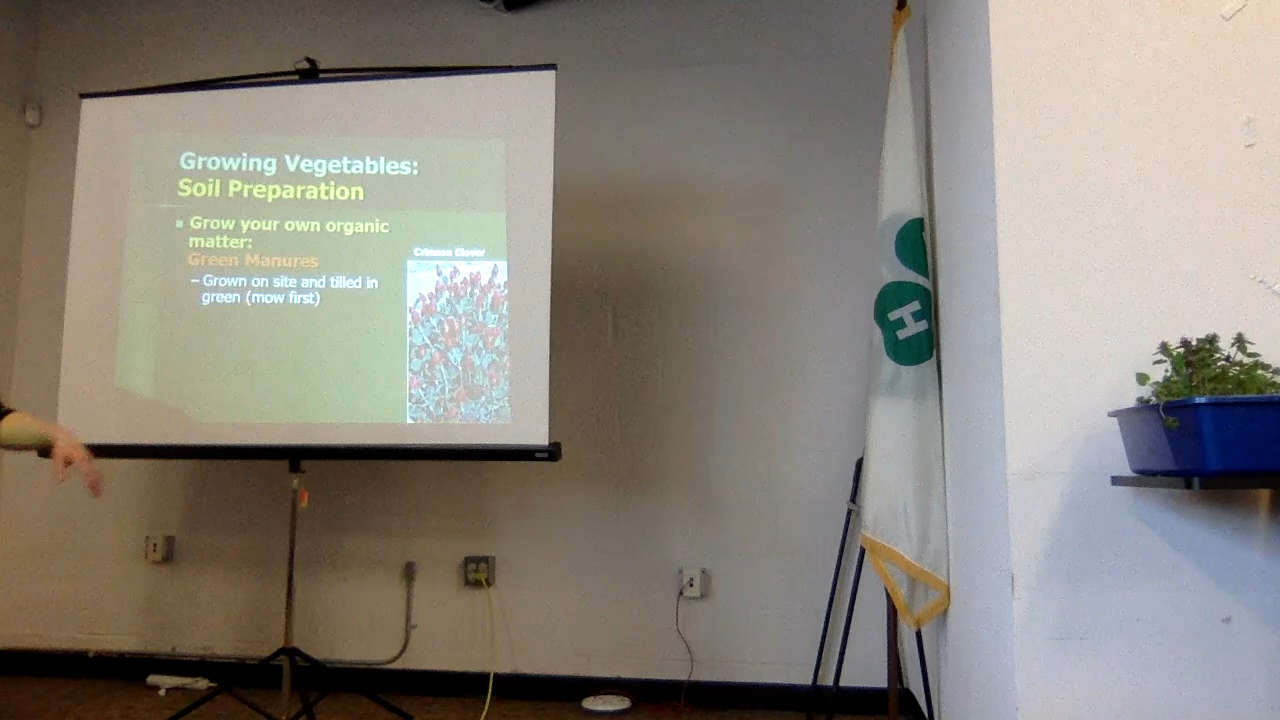 Growing Vegetables:
Soil Preparation
Grow your own organic
matter:
Green Manures
– Grown on site and tilled in
green (mow first)
Crimson Clover
H